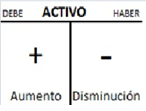 DEBE ACTIVO HABER
+ -
Aumento Disminución